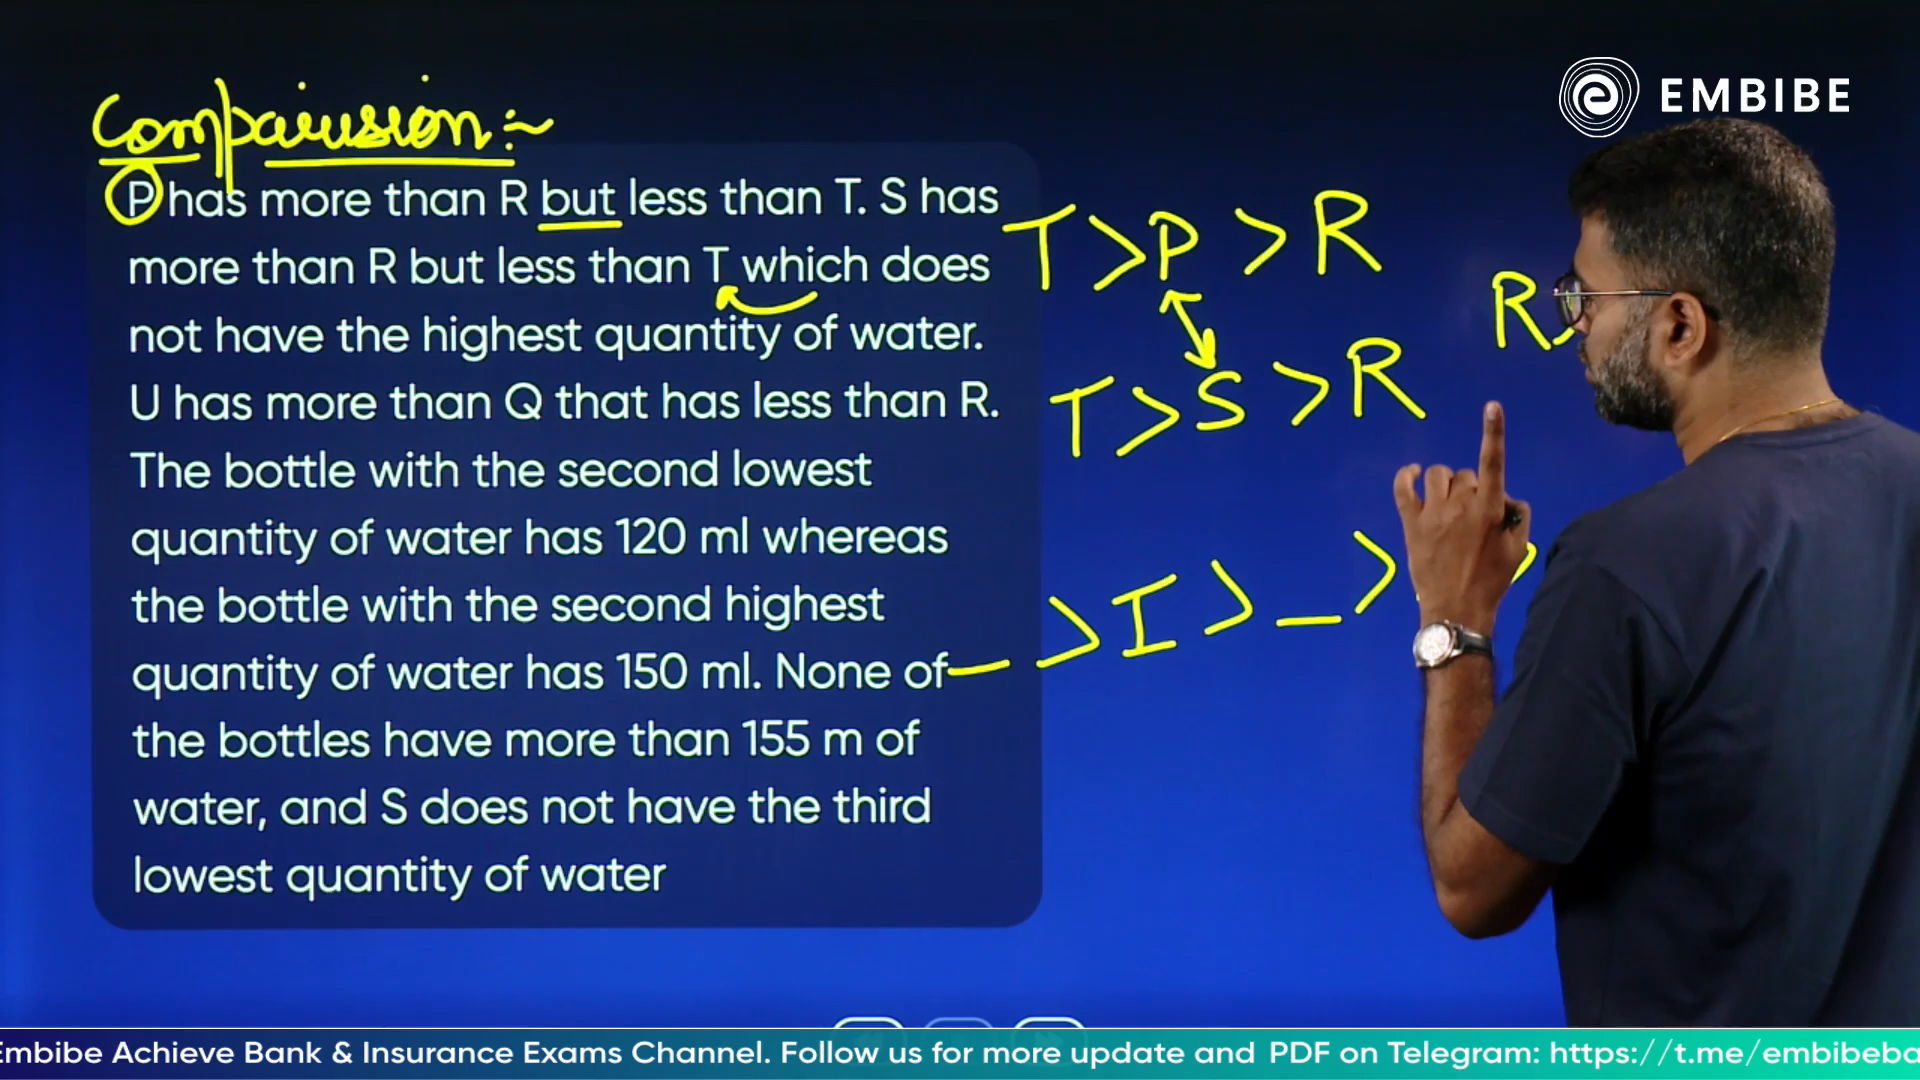 EMBIBE
Compairision :~
P has more than R but less than T. S has
more than R but less than T which does
not have the highest quantity of water.
U has more than Q that has less than R.
The bottle with the second lowest
quantity of water has 120 ml whereas
the bottle with the second highest
quantity of water has 150 ml. None of
the bottles have more than 155 m of
water, and S does not have the third
lowest quantity of water
T > P > R
R
T > S > R
_ > T > _ >
Embibe Achieve Bank & Insurance Exams Channel. Follow us for more update and PDF on Telegram: https://t.me/embibeba